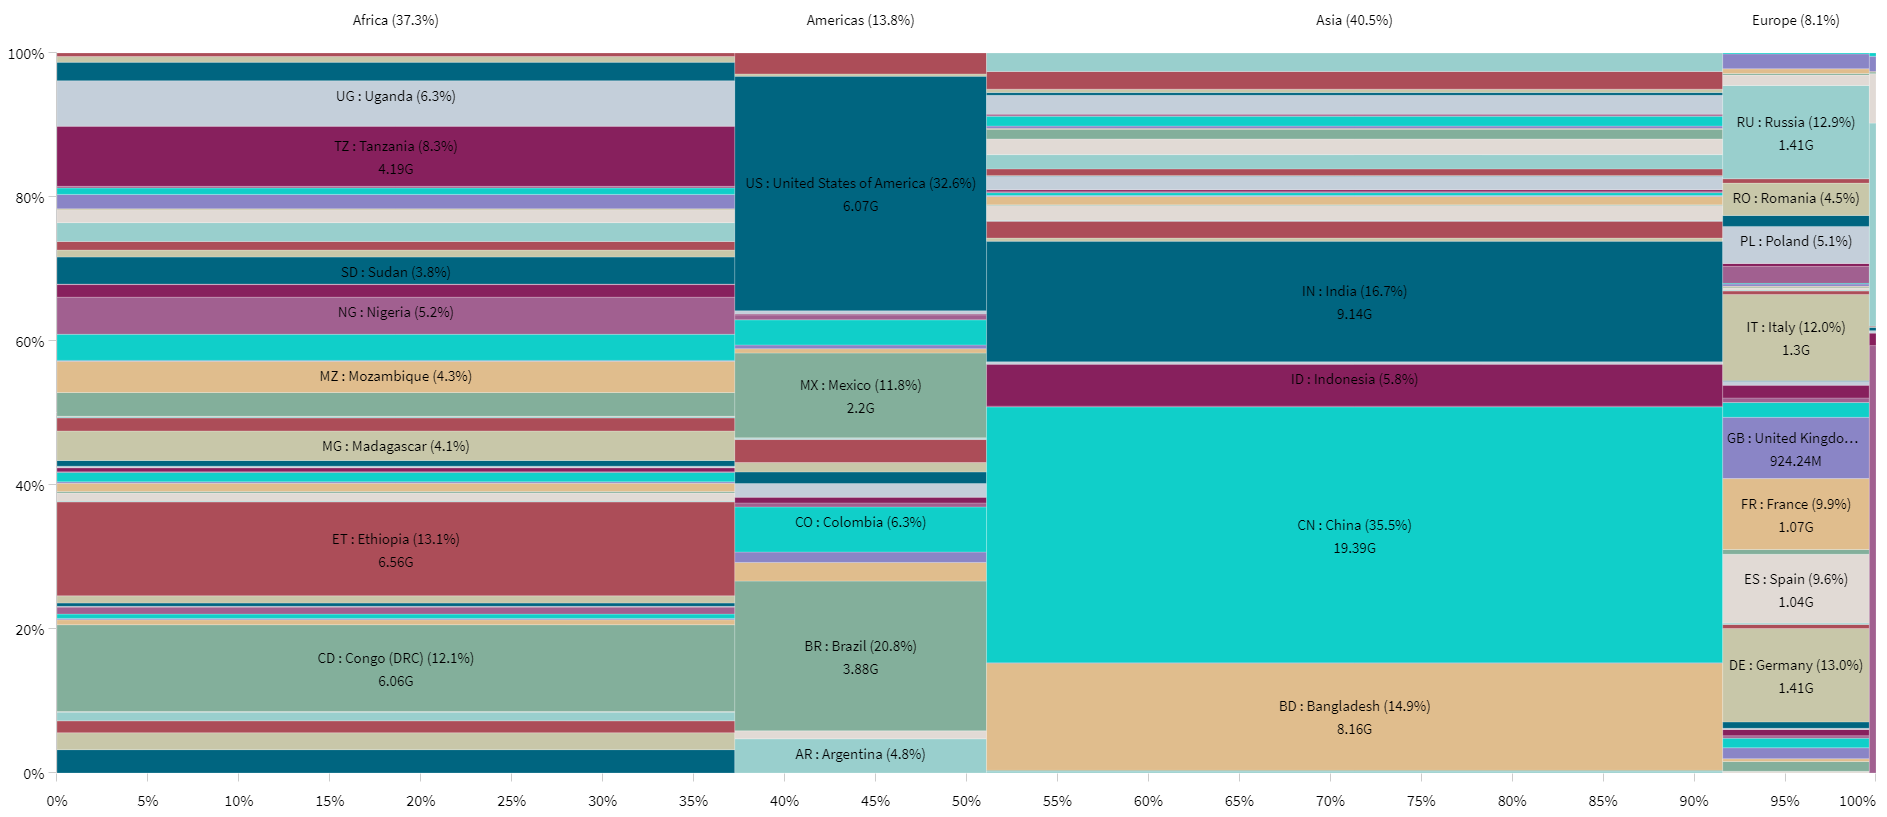 Africa (37.3%)
Americas (13.8%)
Asia (40.5%)
Europe (8.1%)
100%
80%
60%
40%
20%
0%
UG : Uganda (6.3%)
TZ : Tanzania (8.3%)
4.19G
SD : Sudan (3.8%)
NG : Nigeria (5.2%)
MZ : Mozambique (4.3%)
MG : Madagascar (4.1%)
ET : Ethiopia (13.1%)
6.56G
CD : Congo (DRC) (12.1%)
6.06G
US : United States of America (32.6%)
6.07G
MX : Mexico (11.8%)
2.2G
CO : Colombia (6.3%)
BR : Brazil (20.8%)
3.88G
AR : Argentina (4.8%)
IN : India (16.7%)
9.14G
ID : Indonesia (5.8%)
CN : China (35.5%)
19.39G
BD : Bangladesh (14.9%)
8.16G
RU : Russia (12.9%)
1.41G
RO : Romania (4.5%)
PL : Poland (5.1%)
IT : Italy (12.0%)
1.3G
GB : United Kingdo...
924.24M
FR : France (9.9%)
1.07G
ES : Spain (9.6%)
1.04G
DE : Germany (13.0%)
1.41G
0% 5% 10% 15% 20% 25% 30% 35% 40% 45% 50% 55% 60% 65% 70% 75% 80% 85% 90% 95% 100%